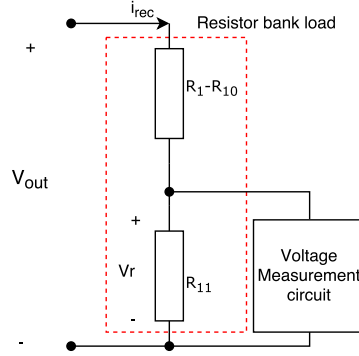 i_rec
Resistor bank load
+
R_1-R_10
V_out
+
Vr
R_11
-
-
Voltage
Measurement
circuit